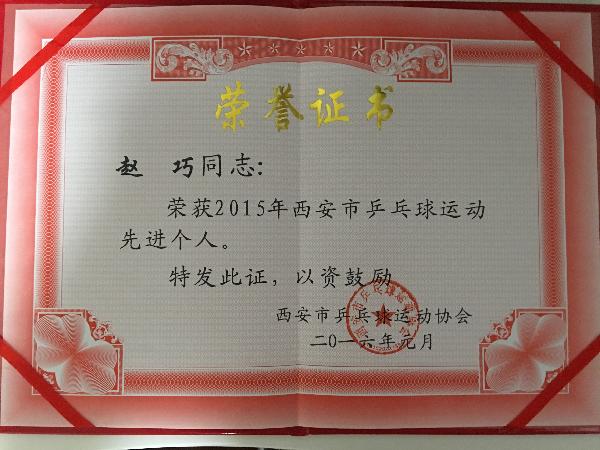 荣誉证书
赵 巧同志:
荣获2015年西安市乒乓球运动
先进个人。
特发此证，以资鼓励
西安市乒乓球运动协会
二〇一六年元月